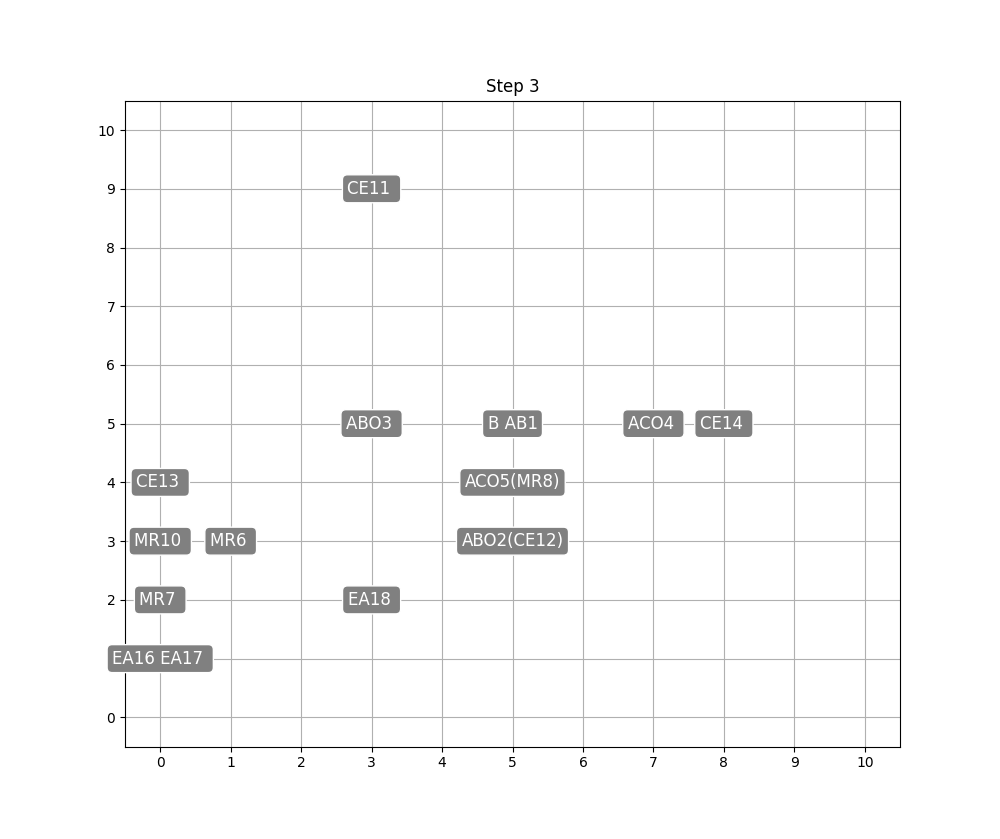 Step 3
10
9
CE11
8
7
6
5
ABO3
B AB1
ACO4
CE14
4
CE13
ACO5(MR8)
3
MR10
MR6
ABO2(CE12)
2
MR7
EA18
1
EA16 EA17
0
0 1 2 3 4 5 6 7 8 9 10